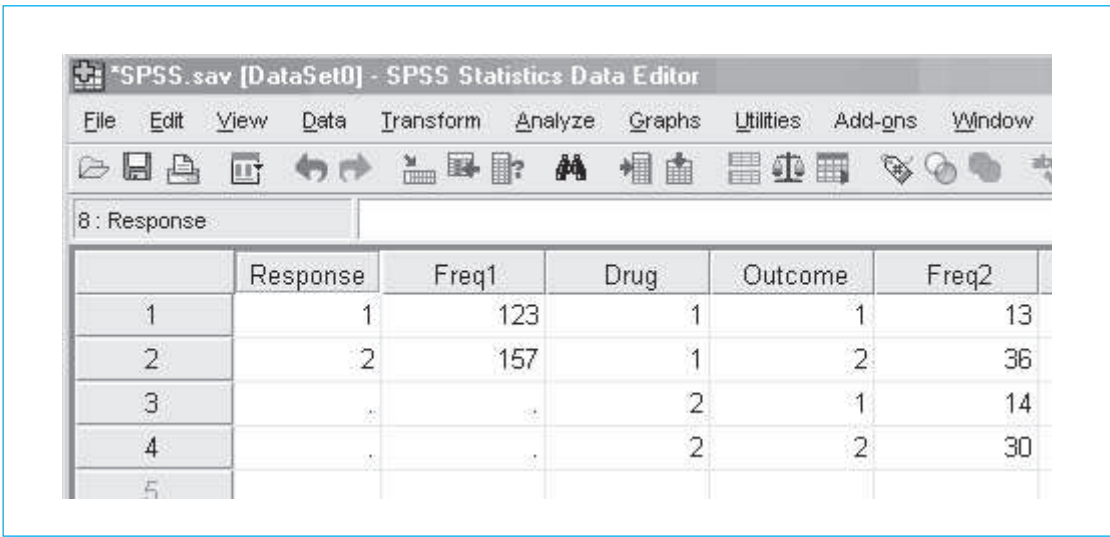 *SPSS.sav [DataSet0] - SPSS Statistics Data Editor
File Edit View Data Transform Analyze Graphs Utilities Add-ons Window
8 : Response
Response Freq1 Drug Outcome Freq2
1 1 123 1 1 13
2 2 157 1 2 36
3 . . 2 1 14
4 . . 2 2 30
5